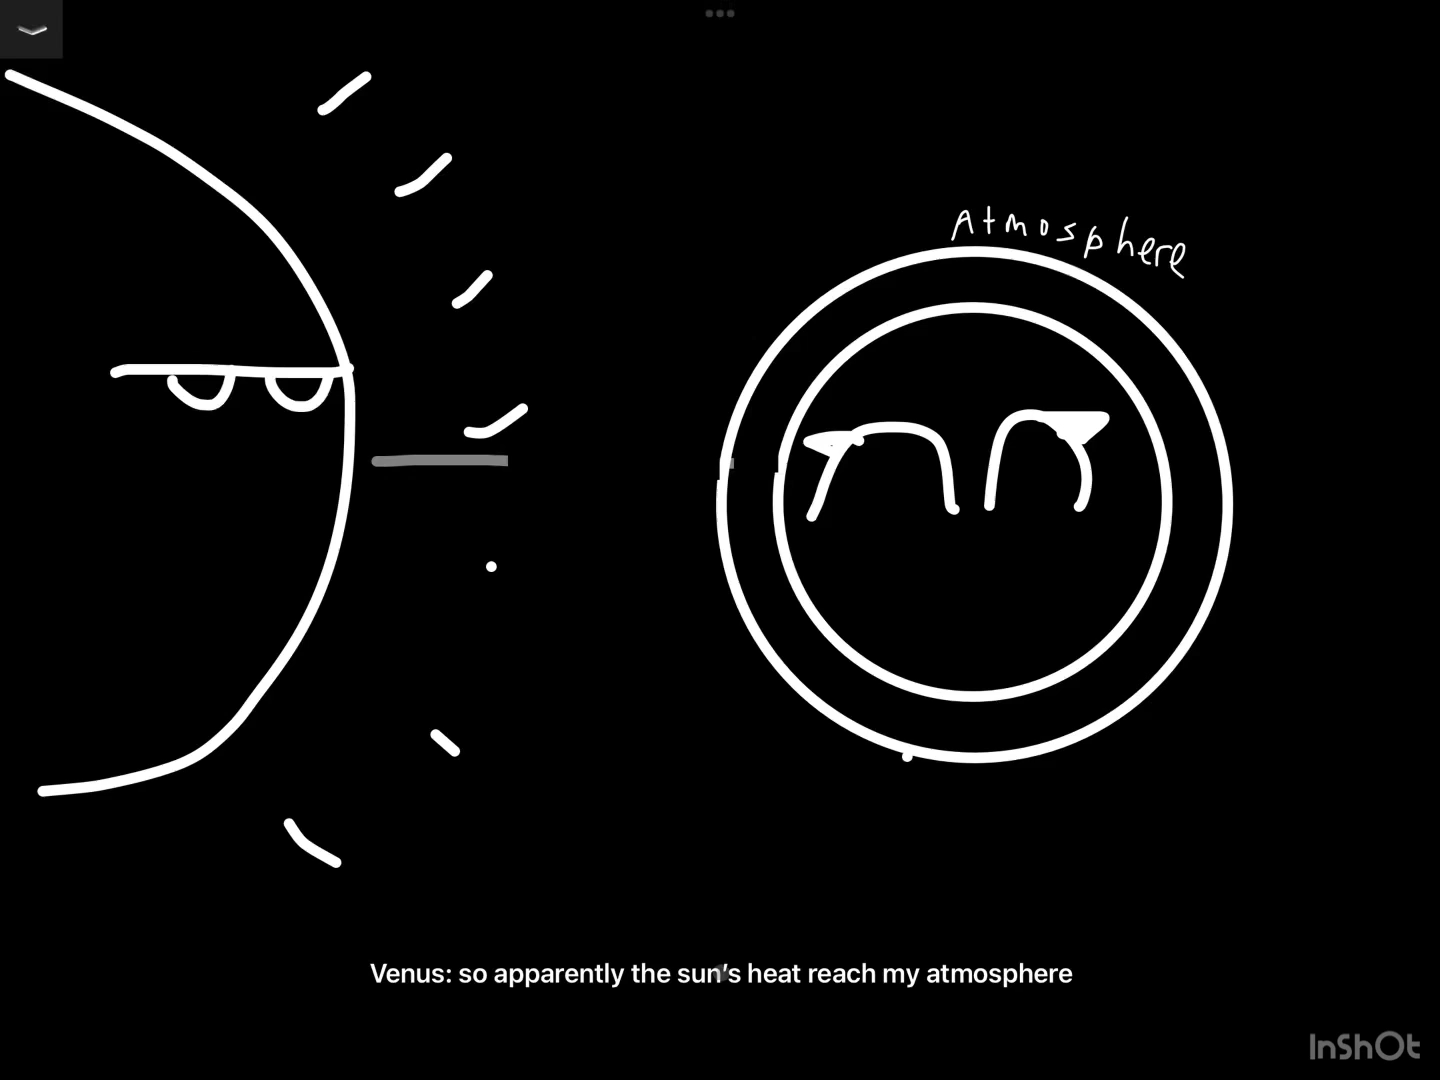 Atmosphere
Venus: so apparently the sun's heat reach my atmosphere
InShOt